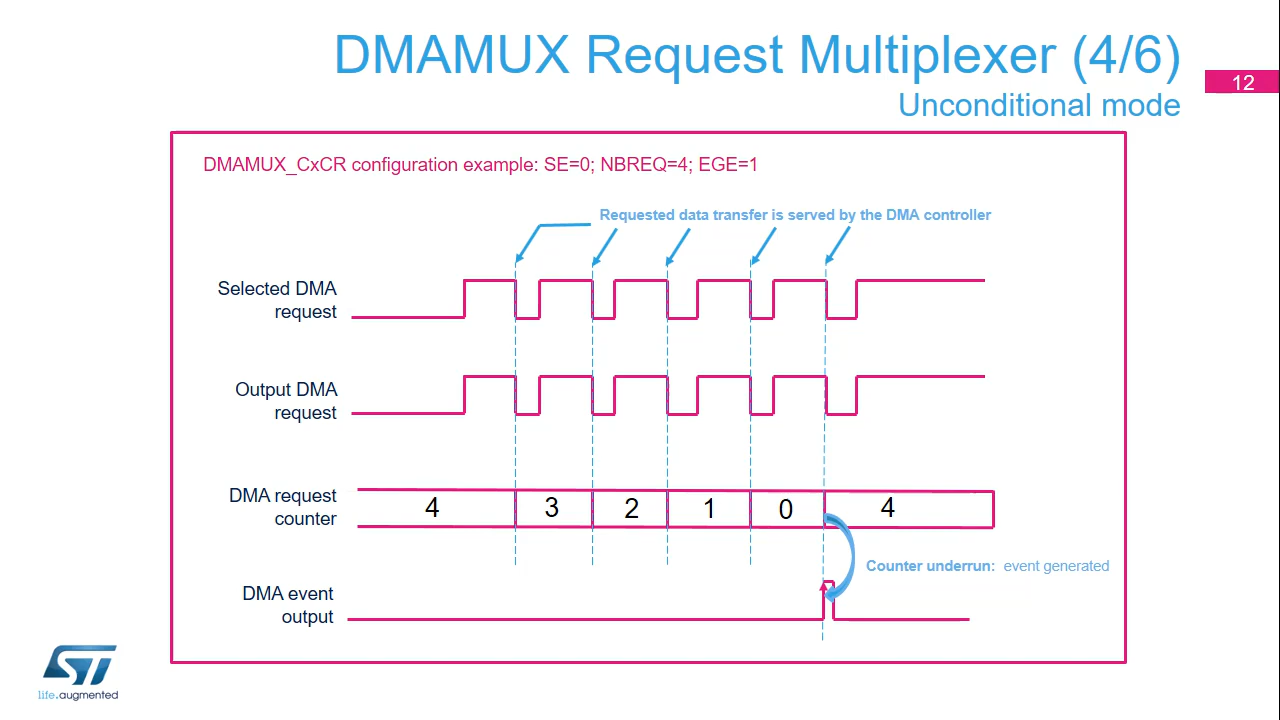 DMAMUX Request Multiplexer (4/6)
12
Unconditional mode
DMAMUX_CxCR configuration example: SE=0; NBREQ=4; EGE=1
Requested data transfer is served by the DMA controller
Selected DMA
request
Output DMA
request
DMA request
counter
4 3 2 1 0 4
Counter underrun: event generated
DMA event
output
ST
life.augmented